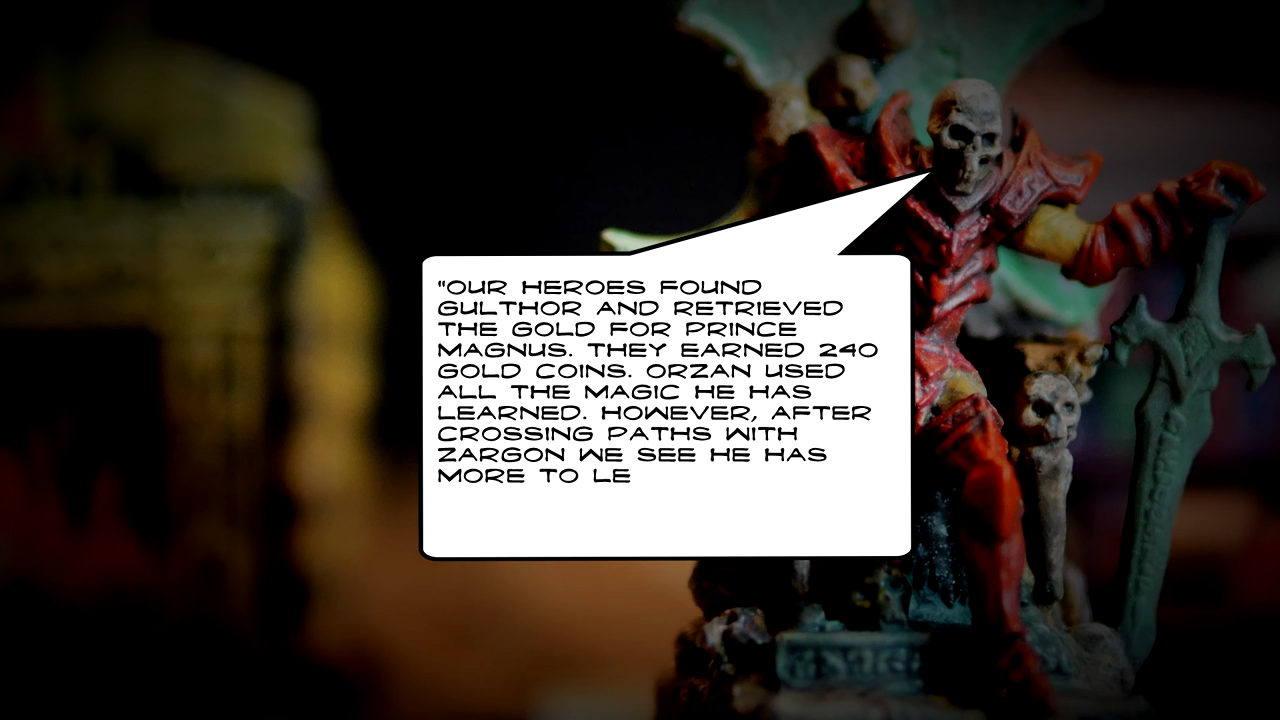 "OUR HEROES FOUND
GULTHOR AND RETRIEVED
THE GOLD FOR PRINCE
MAGNUS. THEY EARNED 240
GOLD COINS. ORZAN USED
ALL THE MAGIC HE HAS
LEARNED. HOWEVER, AFTER
CROSSING PATHS WITH
ZARGON WE SEE HE HAS
MORE TO LE